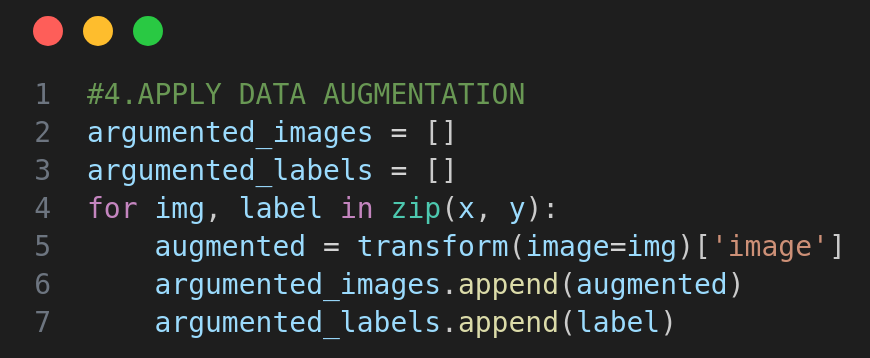 1 #4.APPLY DATA AUGMENTATION
2 argumented_images = []
3 argumented_labels = []
4 for img, label in zip(x, y):
5     augmented = transform(image=img)['image']
6     argumented_images.append(augmented)
7     argumented_labels.append(label)